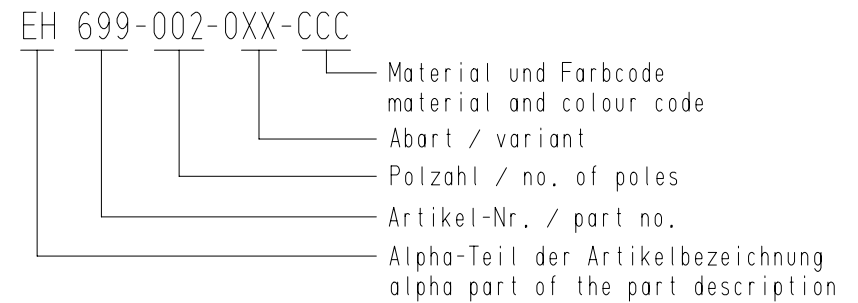 EH 699-002-0XX-CCC
Material und Farbcode
material and colour code
Abart / variant
Polzahl / no. of poles
Artikel-Nr. / part no.
Alpha-Teil der Artikelbezeichnung
alpha part of the part description